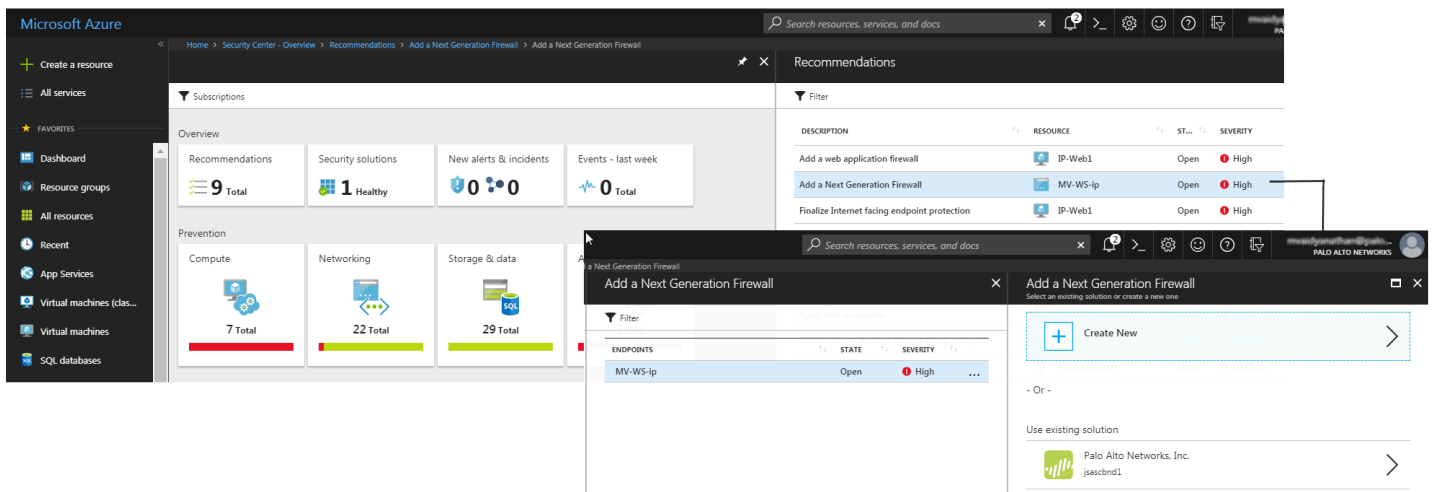 Microsoft Azure
Search resources, services, and docs
2
PA
Home > Security Center - Overview > Recommendations > Add a Next Generation Firewall > Add a Next Generation Firewall
Create a resource
All services
FAVORITES
Dashboard
Resource groups
All resources
Recent
App Services
Virtual machines (clas...
Virtual machines
SQL databases
Subscriptions
Overview
Recommendations
9 Total
Security solutions
1 Healthy
New alerts & incidents
0 0
Events - last week
0 Total
Prevention
Compute
7 Total
Networking
22 Total
Storage & data
SQL
29 Total
A
Recommendations
Filter
DESCRIPTION RESOURCE ST... SEVERITY
Add a web application firewall IP-Web1 Open High
Add a Next Generation Firewall MV-WS-ip Open High
Finalize Internet facing endpoint protection IP-Web1 Open High
Search resources, services, and docs
2
PALO ALTO NETWORKS
a Next Generation Firewall
Add a Next Generation Firewall
Filter
ENDPOINTS STATE SEVERITY
MV-WS-ip Open High ...
Add a Next Generation Firewall
Select an existing solution or create a new one
Create New
- Or -
Use existing solution
Palo Alto Networks, Inc.
jsascbnd1